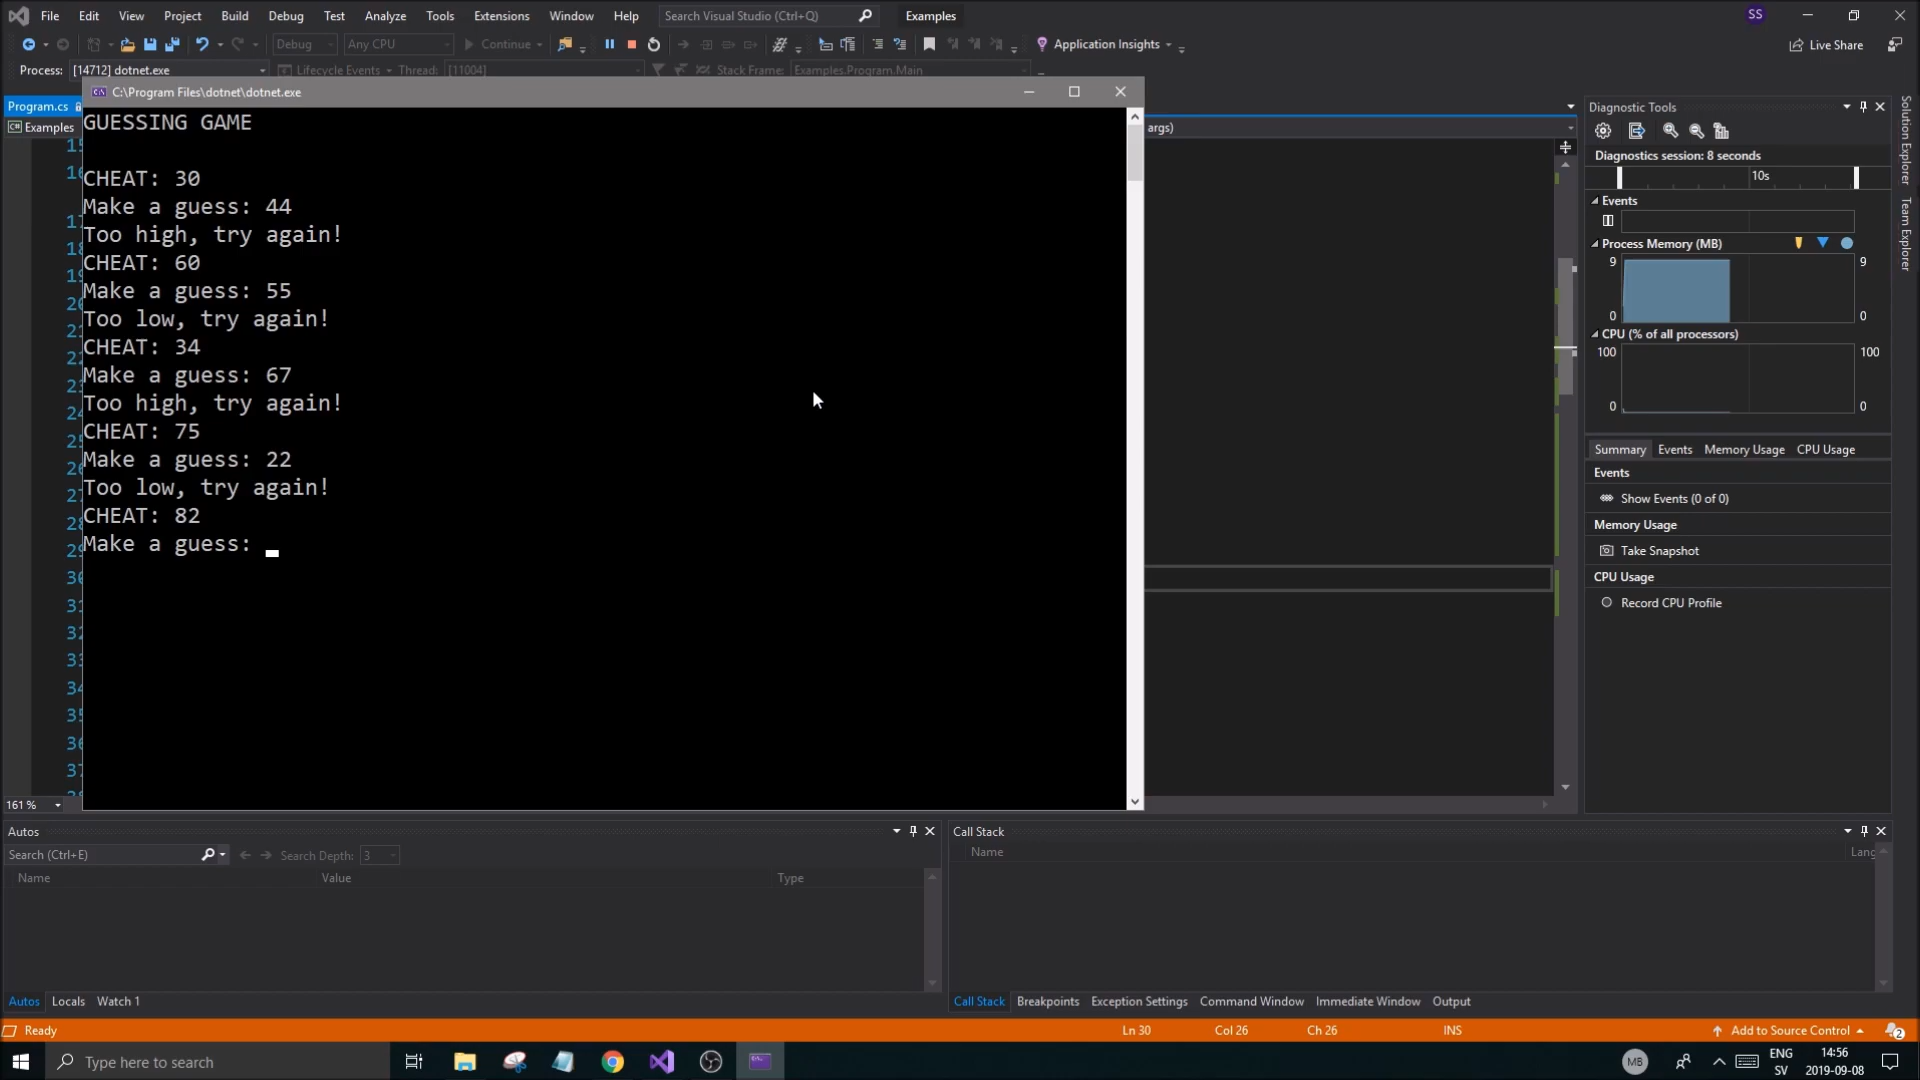 File Edit View Project Build Debug Test Analyze Tools Extensions Window Help Search Visual Studio (Ctrl+Q) Examples SS
Debug Any CPU Continue Application Insights Live Share
Process: [14712] dotnet.exe Lifecycle Events Thread: [11004] Stack Frame: Examples.Program.Main
C:\Program Files\dotnet\dotnet.exe
Program.cs
Examples
args)
GUESSING GAME
CHEAT: 30
Make a guess: 44
Too high, try again!
CHEAT: 60
Make a guess: 55
Too low, try again!
CHEAT: 34
Make a guess: 67
Too high, try again!
CHEAT: 75
Make a guess: 22
Too low, try again!
CHEAT: 82
Make a guess:
161 %
Diagnostic Tools
Diagnostics session: 8 seconds
10s
Events
Process Memory (MB)
9 9
0 0
CPU (% of all processors)
100 100
0 0
Summary Events Memory Usage CPU Usage
Events
Show Events (0 of 0)
Memory Usage
Take Snapshot
CPU Usage
Record CPU Profile
Solution Explorer
Team Explorer
Autos
Search (Ctrl+E) Search Depth: 3
Name Value Type
Autos Locals Watch 1
Call Stack
Name Lang
Call Stack Breakpoints Exception Settings Command Window Immediate Window Output
Ready Ln 30 Col 26 Ch 26 INS Add to Source Control 2
Type here to search
MB
ENG
SV
14:56
2019-09-08